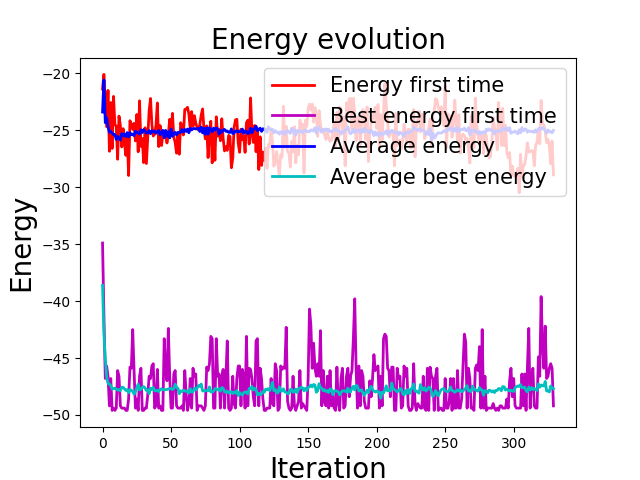 Energy evolution
Energy first time
Best energy first time
Average energy
Average best energy
Energy
−20
−25
−30
−35
−40
−45
−50
0 50 100 150 200 250 300
Iteration